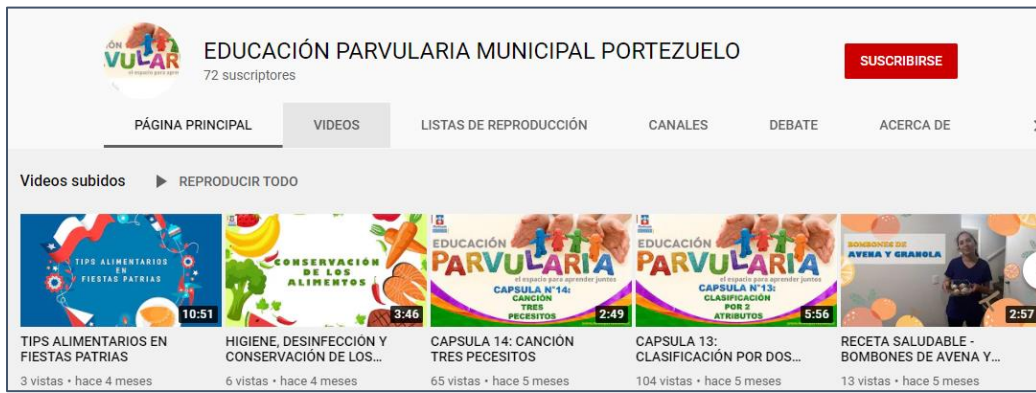 ÓN
VULAR
el espacio para apre
EDUCACIÓN PARVULARIA MUNICIPAL PORTEZUELO
72 suscriptores
SUSCRIBIRSE
PÁGINA PRINCIPAL VIDEOS LISTAS DE REPRODUCCIÓN CANALES DEBATE ACERCA DE
Videos subidos REPRODUCIR TODO
TIPS ALIMENTARIOS
EN
FIESTAS PATRIAS
10:51
CONSERVACIÓN
DE LOS
ALIMENTOS
3:46
EDUCACIÓN
PARVULARIA
el espacio para aprender juntos
CAPSULA N°14:
CANCIÓN
TRES
PECESITOS
2:49
EDUCACIÓN
PARVULARIA
el espacio para aprender juntos
CAPSULA N°13:
CLASIFICACIÓN
POR 2
ATRIBUTOS
5:56
BOMBONES DE
AVENA Y GRANOLA
2:57
TIPS ALIMENTARIOS EN
FIESTAS PATRIAS
3 vistas • hace 4 meses
HIGIENE, DESINFECCIÓN Y
CONSERVACIÓN DE LOS...
6 vistas • hace 4 meses
CAPSULA 14: CANCIÓN
TRES PECESITOS
65 vistas • hace 5 meses
CAPSULA 13:
CLASIFICACIÓN POR DOS...
104 vistas • hace 5 meses
RECETA SALUDABLE -
BOMBONES DE AVENA Y...
13 vistas • hace 5 meses